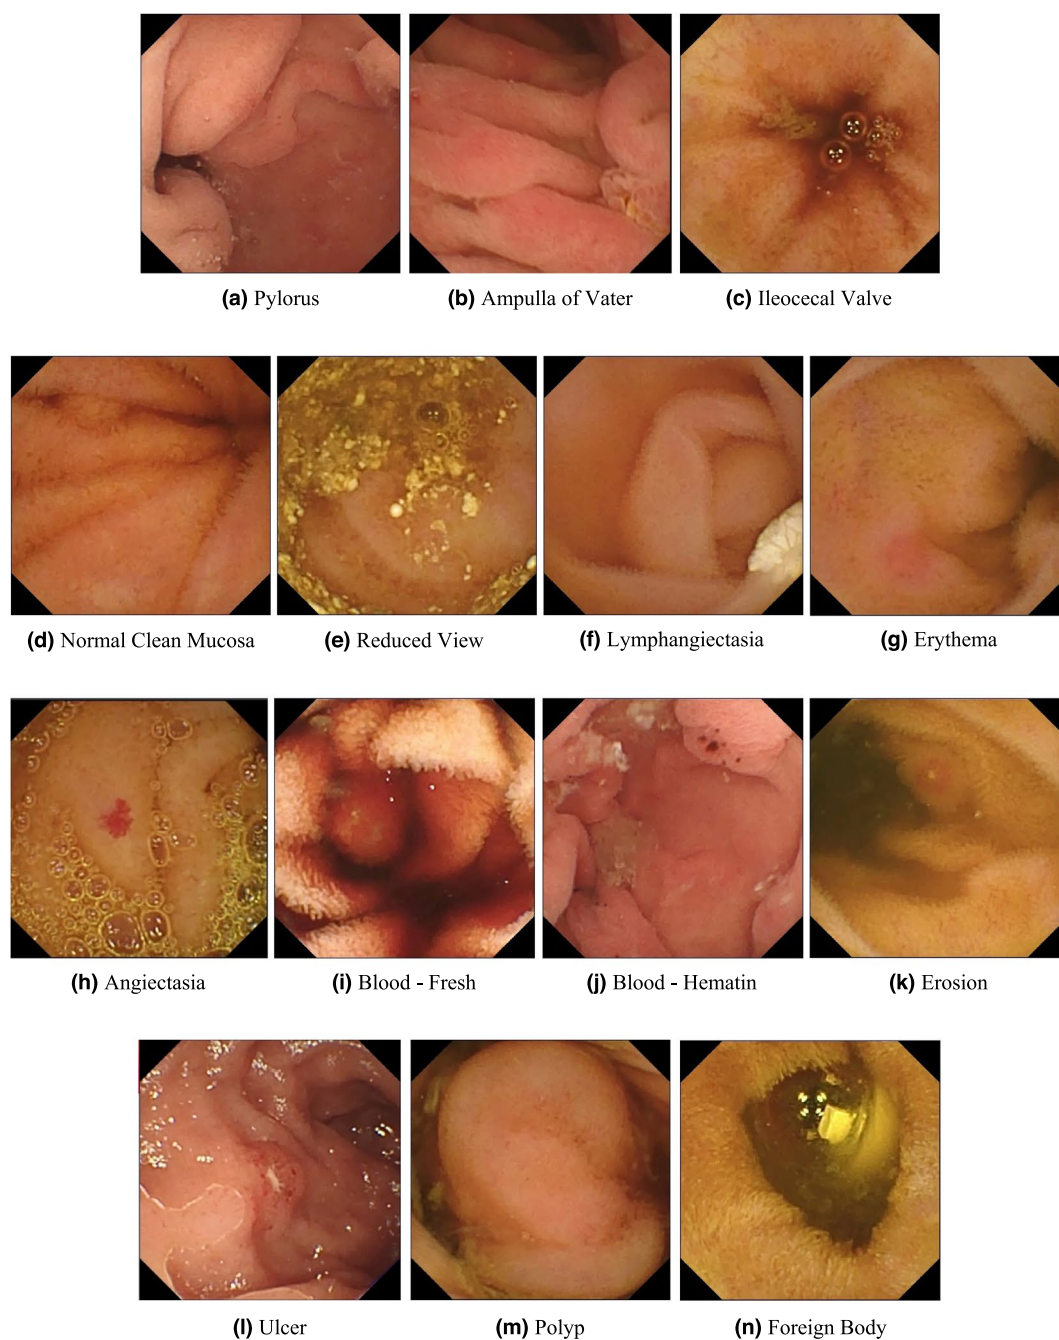 (a) Pylorus
(b) Ampulla of Vater
(c) Ileocecal Valve
(d) Normal Clean Mucosa
(e) Reduced View
(f) Lymphangiectasia
(g) Erythema
(h) Angiectasia
(i) Blood - Fresh
(j) Blood - Hematin
(k) Erosion
(l) Ulcer
(m) Polyp
(n) Foreign Body